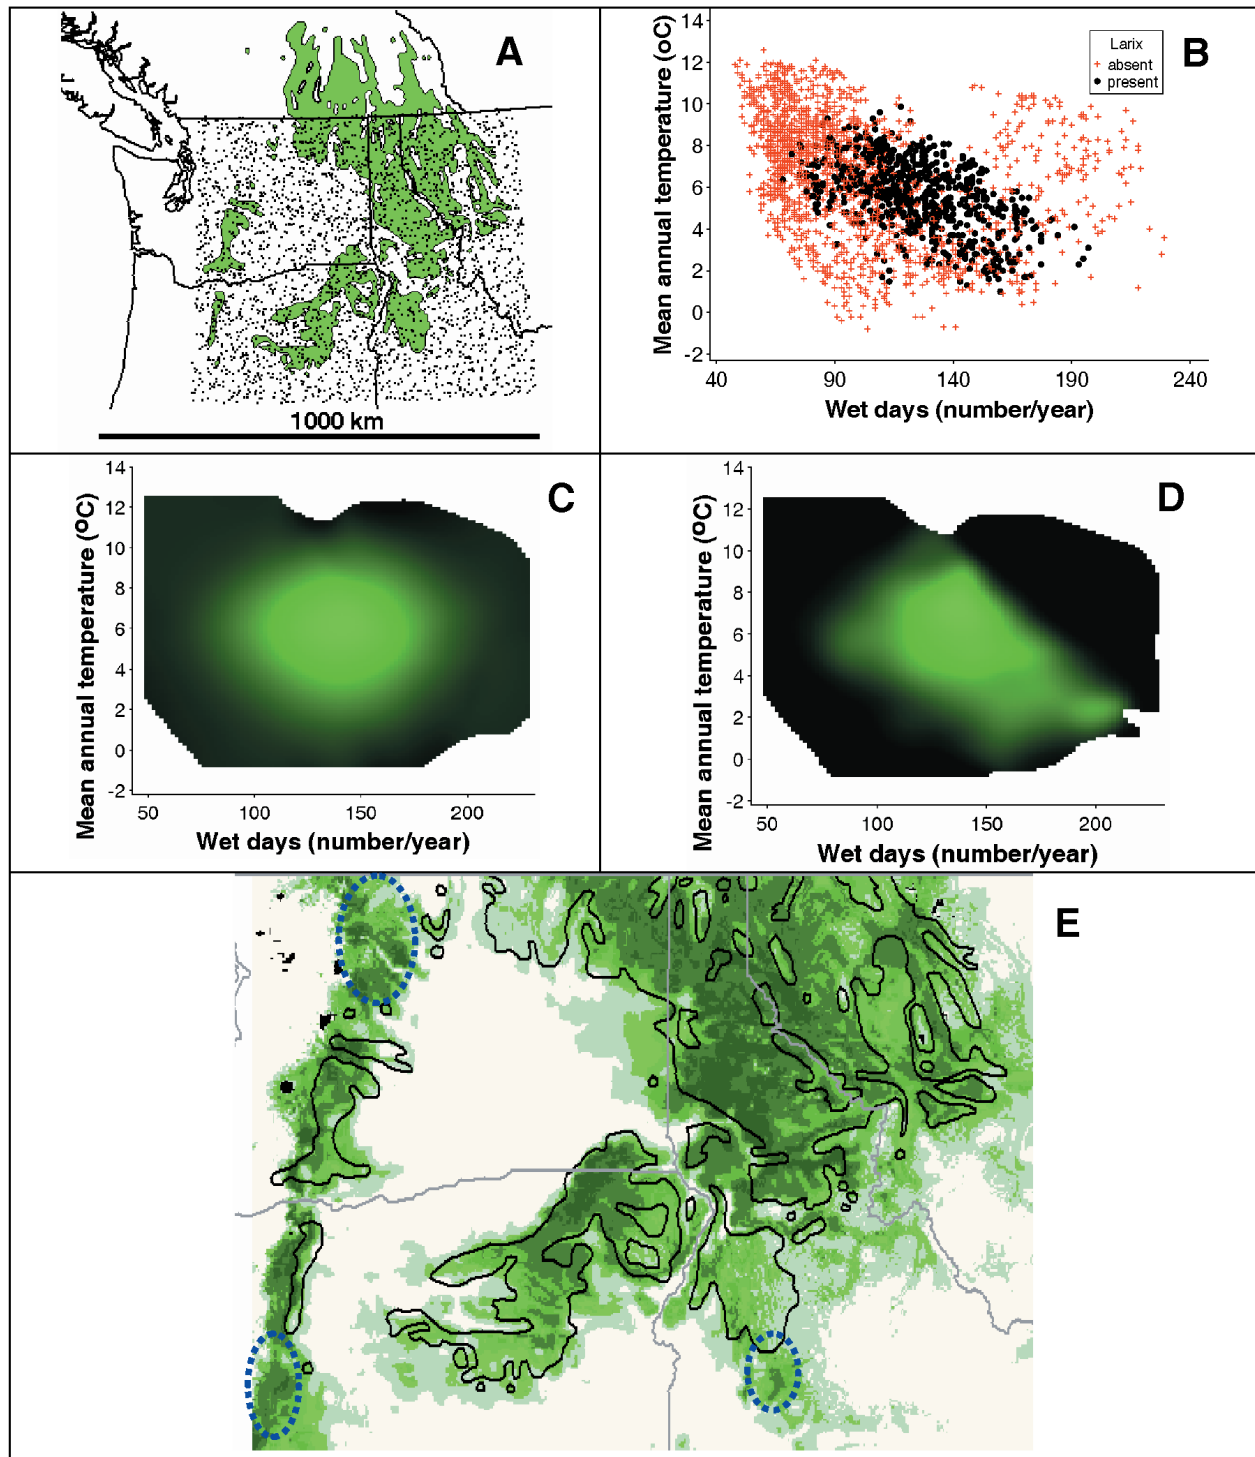 A
1000 km
B
Mean annual temperature (oC)
14
12
10
8
6
4
2
0
-2
Larix
absent
present
40
90
140
190
240
Wet days (number/year)
C
Mean annual temperature (ºC)
14
12
10
8
6
4
2
0
-2
50
100
150
200
Wet days (number/year)
D
Mean annual temperature (ºC)
14
12
10
8
6
4
2
0
-2
50
100
150
200
Wet days (number/year)
E